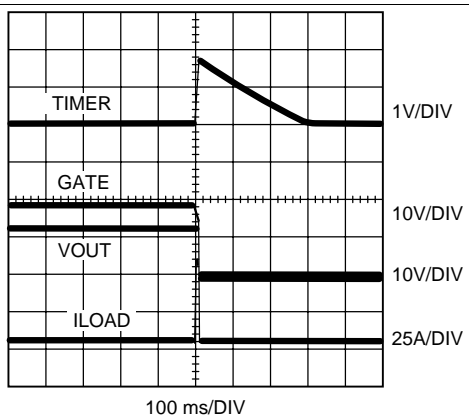 TIMER
1V/DIV
GATE
10V/DIV
VOUT
10V/DIV
ILOAD
25A/DIV
100 ms/DIV